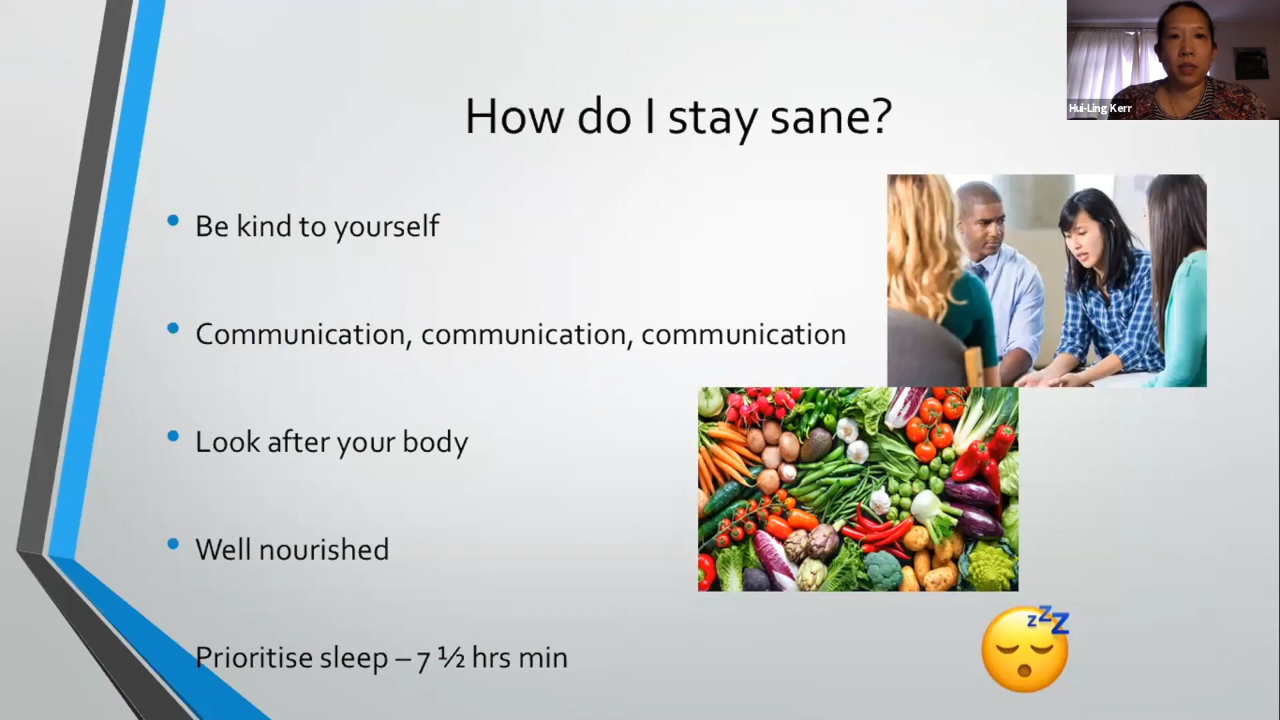 How do I stay sane?
Hui-Ling Kerr
• Be kind to yourself
• Communication, communication, communication
• Look after your body
• Well nourished
Prioritise sleep – 7 ½ hrs min
zzZ